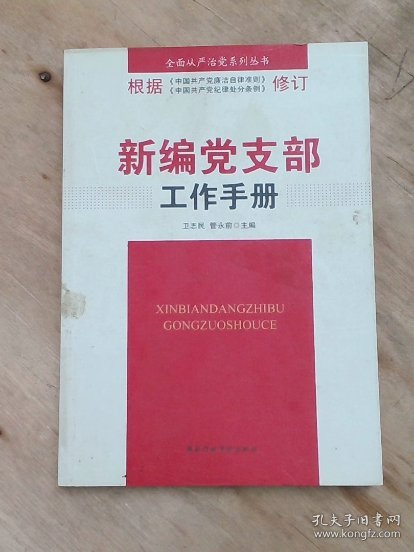 全面从严治党系列丛书
根据《中国共产党廉洁自律准则》《中国共产党纪律处分条例》修订
新编党支部
工作手册
卫志民 管永前○主编
XINBIANDANGZHIBU
GONGZUOSHOUCE
孔夫子旧书网
www.kongfz.com